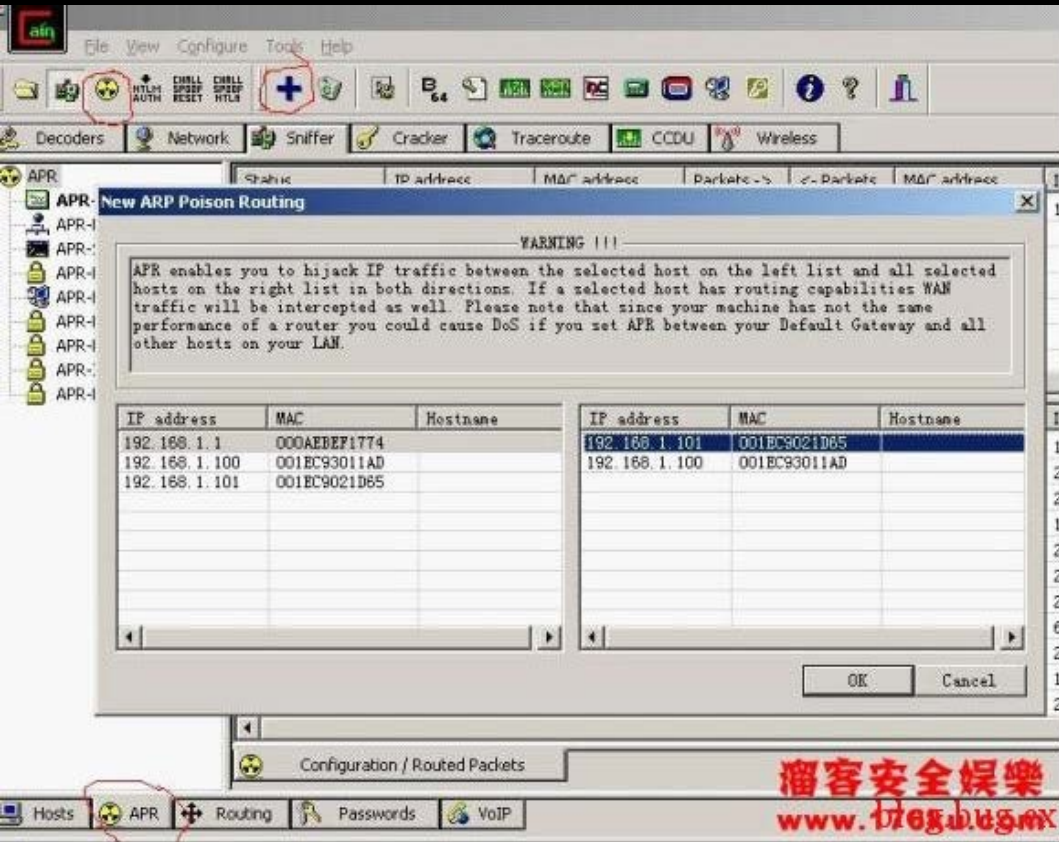 Cain
File View Configure Tools Help
NTLM AUTH CHALL SPOOF RESET CHALL SPOOF NTLM B64
Decoders Network Sniffer Cracker Traceroute CCDU Wireless
APR
Status IP address MAC address Packets -> <- Packets MAC address
APR-
New ARP Poison Routing
WARNING !!!
APR enables you to hijack IP traffic between the selected host on the left list and all selected
hosts on the right list in both directions. If a selected host has routing capabilities WAN
traffic will be intercepted as well. Please note that since your machine has not the same
performance of a router you could cause DoS if you set APR between your Default Gateway and all
other hosts on your LAN.
IP address MAC Hostname IP address MAC Hostname
192.168.1.1 000AEBEF1774 192.168.1.101 001EC9021D65
192.168.1.100 001EC93011AD 192.168.1.100 001EC93011AD
192.168.1.101 001EC9021D65
OK Cancel
Configuration / Routed Packets
Hosts APR Routing Passwords VoIP
溜客安全娱樂